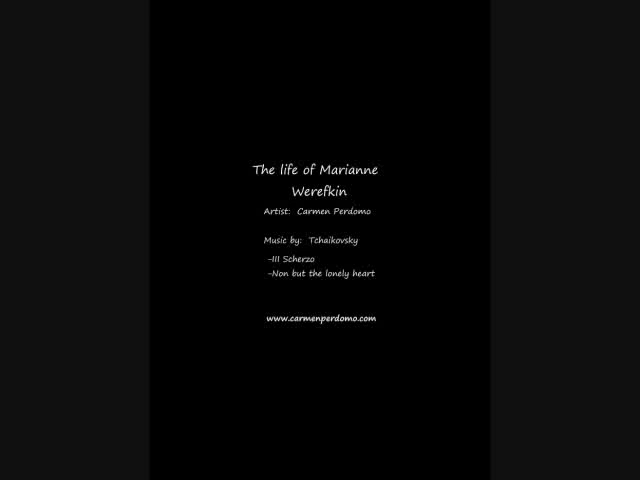 The life of Marianne
Werefkin
Artist: Carmen Perdomo
Music by: Tchaikovsky
-III Scherzo
-Non but the lonely heart
www.carmenperdomo.com